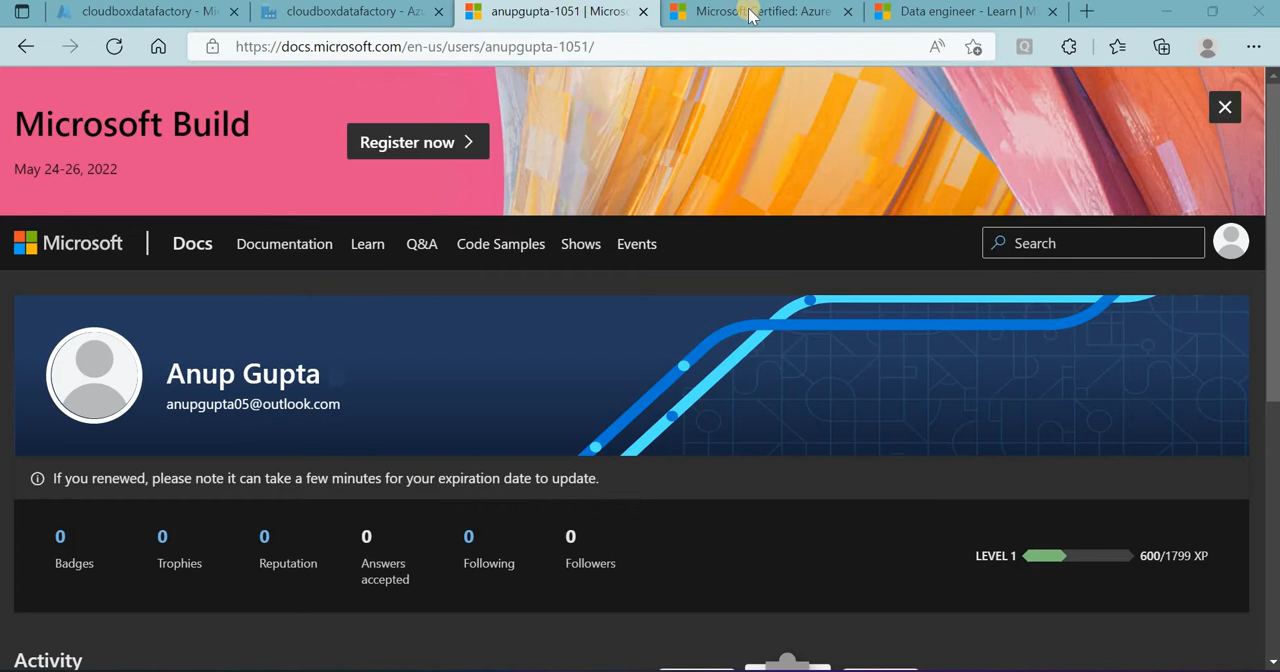 cloudboxdatafactory - Mi
cloudboxdatafactory - Az
anupgupta-1051 | Micros
Microsoft Certified: Azure
Data engineer - Learn | M
https://docs.microsoft.com/en-us/users/anupgupta-1051/
Microsoft Build
May 24-26, 2022
Register now
Microsoft
Docs
Documentation
Learn
Q&A
Code Samples
Shows
Events
Search
Anup Gupta
anupgupta05@outlook.com
If you renewed, please note it can take a few minutes for your expiration date to update.
0
Badges
0
Trophies
0
Reputation
0
Answers
accepted
0
Following
0
Followers
LEVEL 1
600/1799 XP
Activity